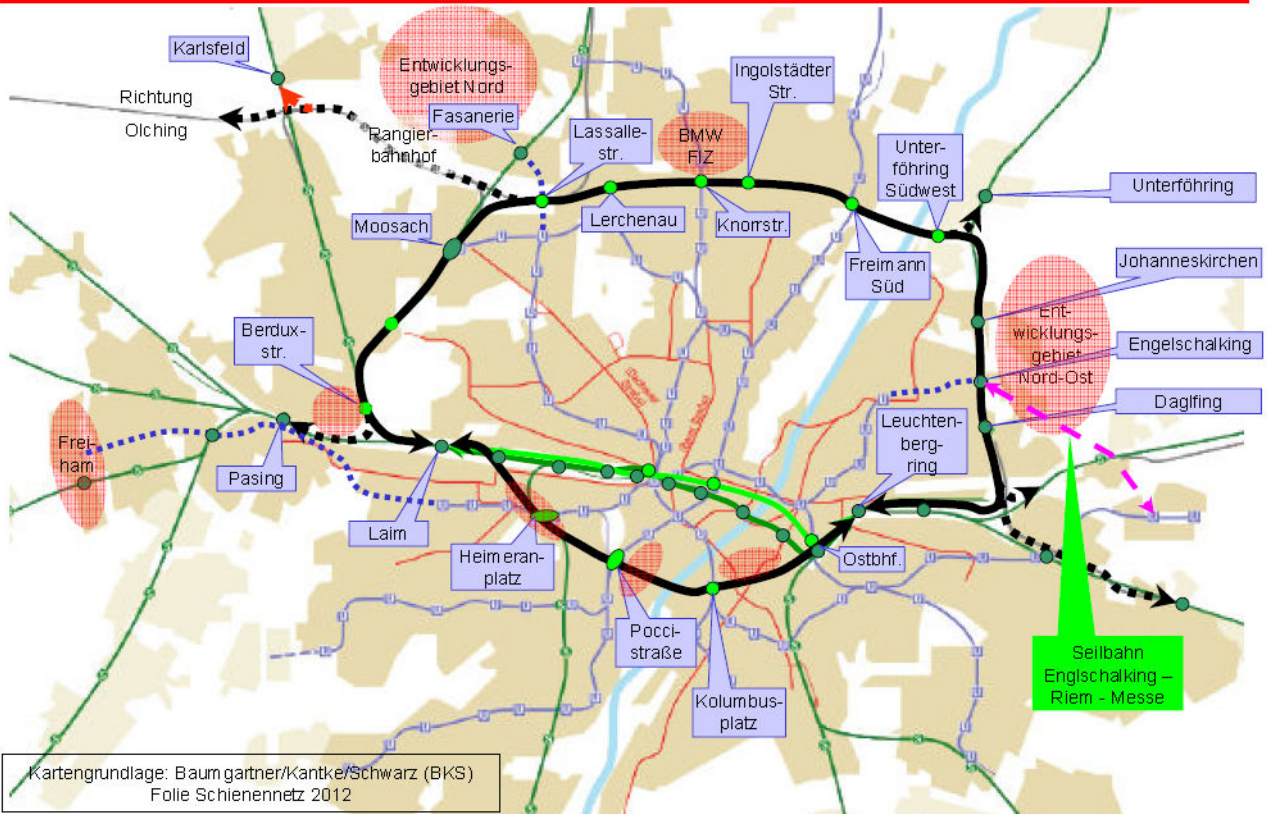 Karlsfeld
Richtung
Olching
Entwicklungs-
gebiet Nord
Fasanerie
Rangier-
bahnhof
Lassalle-
str.
BMW
FIZ
Ingolstädter
Str.
Unter-
föhring
Südwest
Unterföhring
Moosach
Lerchenau
Knorrstr.
Freimann
Süd
Johanneskirchen
Berdux-
str.
Ent-
wicklungs-
gebiet
Nord-Ost
Engelschalking
Daglfing
Frei-
ham
Pasing
Laim
Leuchten-
berg-
ring
Heimeran-
platz
Ostbhf.
Pocci-
straße
Kolumbus-
platz
Seilbahn
Englschalking –
Riem - Messe
Kartengrundlage: Baumgartner/Kantke/Schwarz (BKS)
Folie Schienennetz 2012